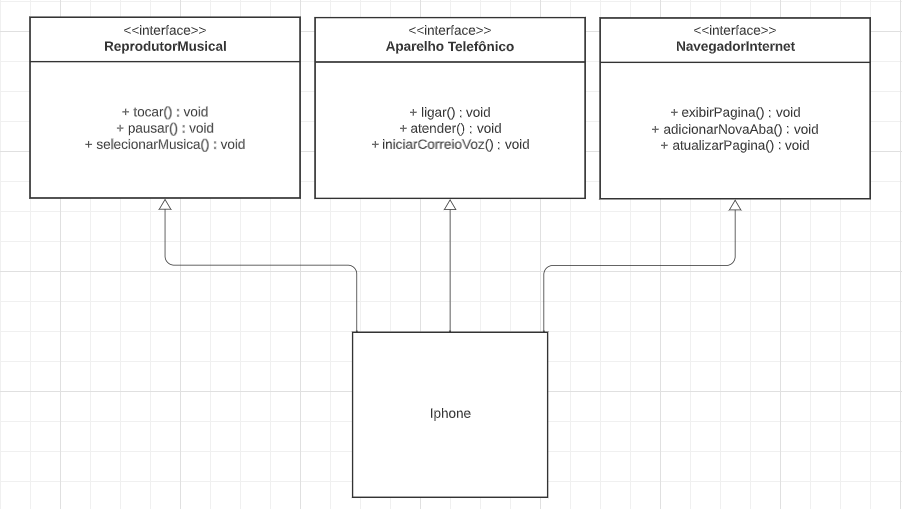 <<interface>>
ReprodutorMusical
+ tocar() : void
+ pausar() : void
+ selecionarMusica() : void
<<interface>>
Aparelho Telefônico
+ ligar() : void
+ atender() : void
+ iniciarCorreioVoz() : void
<<interface>>
NavegadorInternet
+ exibirPagina() : void
+ adicionarNovaAba() : void
+ atualizarPagina() : void
Iphone